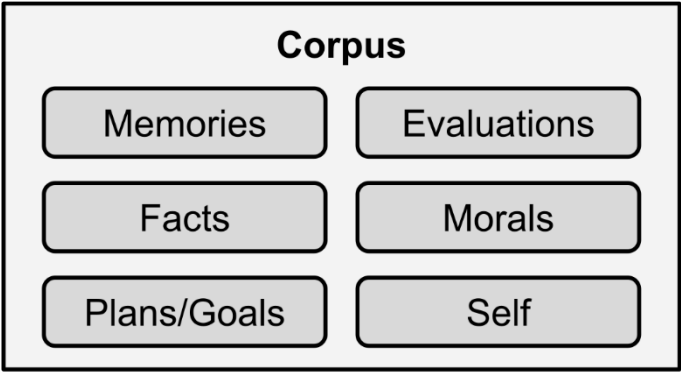 Corpus
Memories
Evaluations
Facts
Morals
Plans/Goals
Self